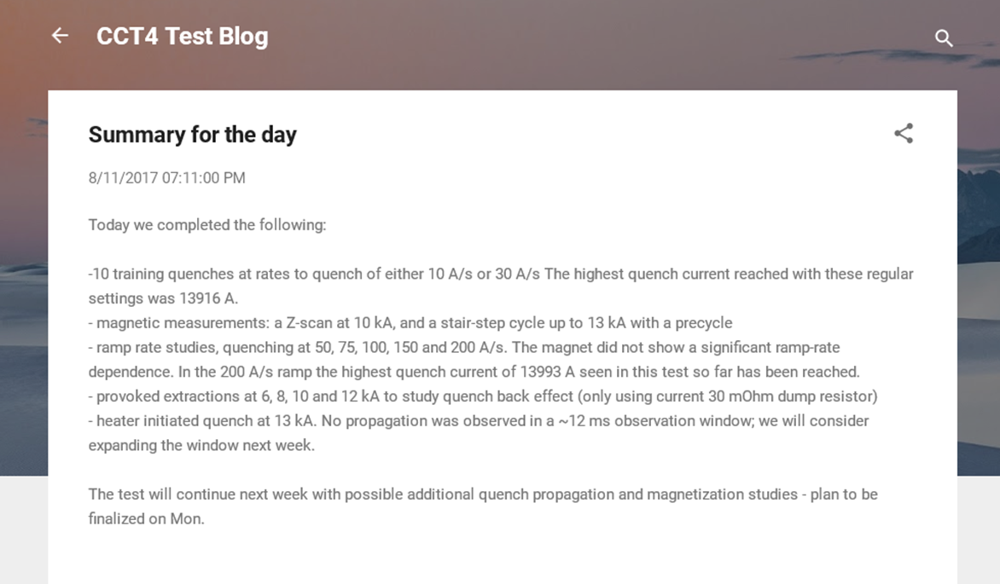 CCT4 Test Blog
Summary for the day
8/11/2017 07:11:00 PM
Today we completed the following:
-10 training quenches at rates to quench of either 10 A/s or 30 A/s The highest quench current reached with these regular
settings was 13916 A.
- magnetic measurements: a Z-scan at 10 kA, and a stair-step cycle up to 13 kA with a precycle
- ramp rate studies, quenching at 50, 75, 100, 150 and 200 A/s. The magnet did not show a significant ramp-rate
dependence. In the 200 A/s ramp the highest quench current of 13993 A seen in this test so far has been reached.
- provoked extractions at 6, 8, 10 and 12 kA to study quench back effect (only using current 30 mOhm dump resistor)
- heater initiated quench at 13 kA. No propagation was observed in a ~12 ms observation window; we will consider
expanding the window next week.
The test will continue next week with possible additional quench propagation and magnetization studies - plan to be
finalized on Mon.